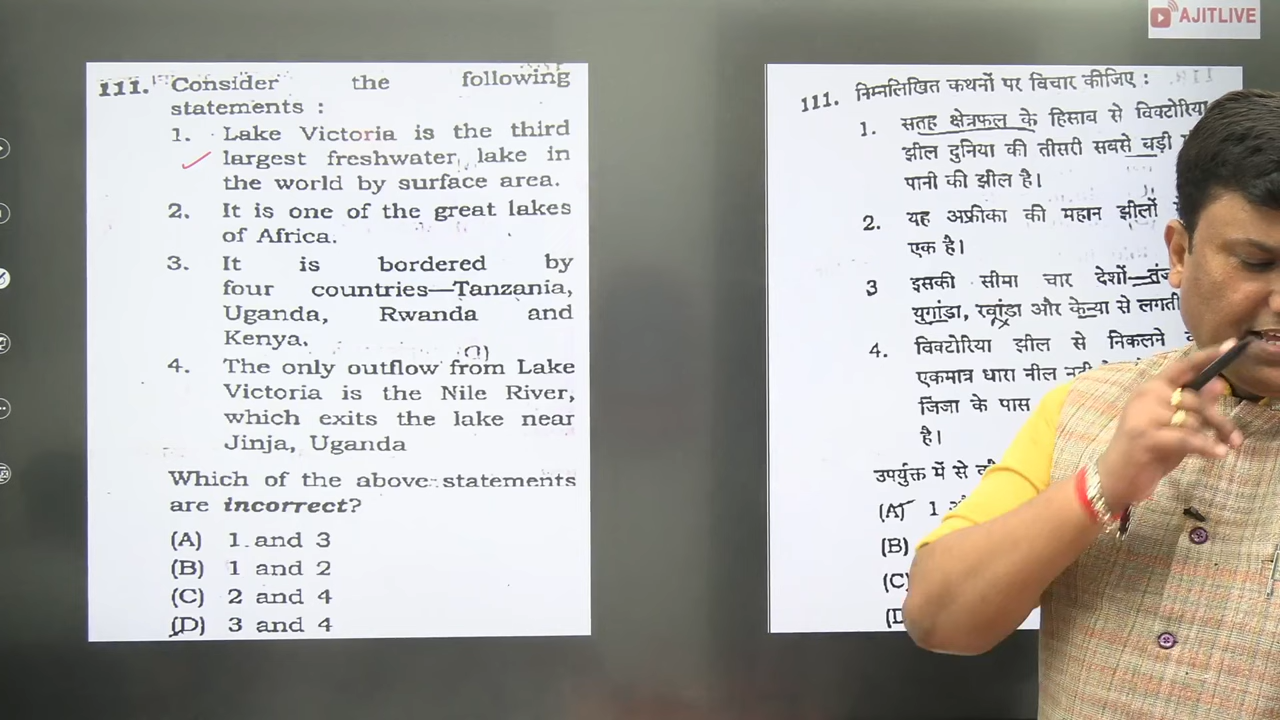 AJITLIVE
111. Consider the following
statements :
1. Lake Victoria is the third
largest freshwater lake in
the world by surface area.
2. It is one of the great lakes
of Africa.
3. It is bordered by
four countries—Tanzania,
Uganda, Rwanda and
Kenya.
4. The only outflow from Lake
Victoria is the Nile River,
which exits the lake near
Jinja, Uganda
Which of the above statements
are incorrect?
(A) 1 and 3
(B) 1 and 2
(C) 2 and 4
(D) 3 and 4
111. निम्नलिखित कथनों पर विचार कीजिए :
1. सतह क्षेत्रफल के हिसाब से विक्टोरिया
झील दुनिया की तीसरी सबसे बड़ी
पानी की झील है।
2. यह अफ्रीका की महान झीलों
एक है।
3 इसकी सीमा चार देशों—
युगांडा, रवांडा और केन्या से लगती
4. विक्टोरिया झील से निकलने
एकमात्र धारा नील नदी
जिंजा के पास
है।
उपर्युक्त में से
(A) 1
(B)
(C)